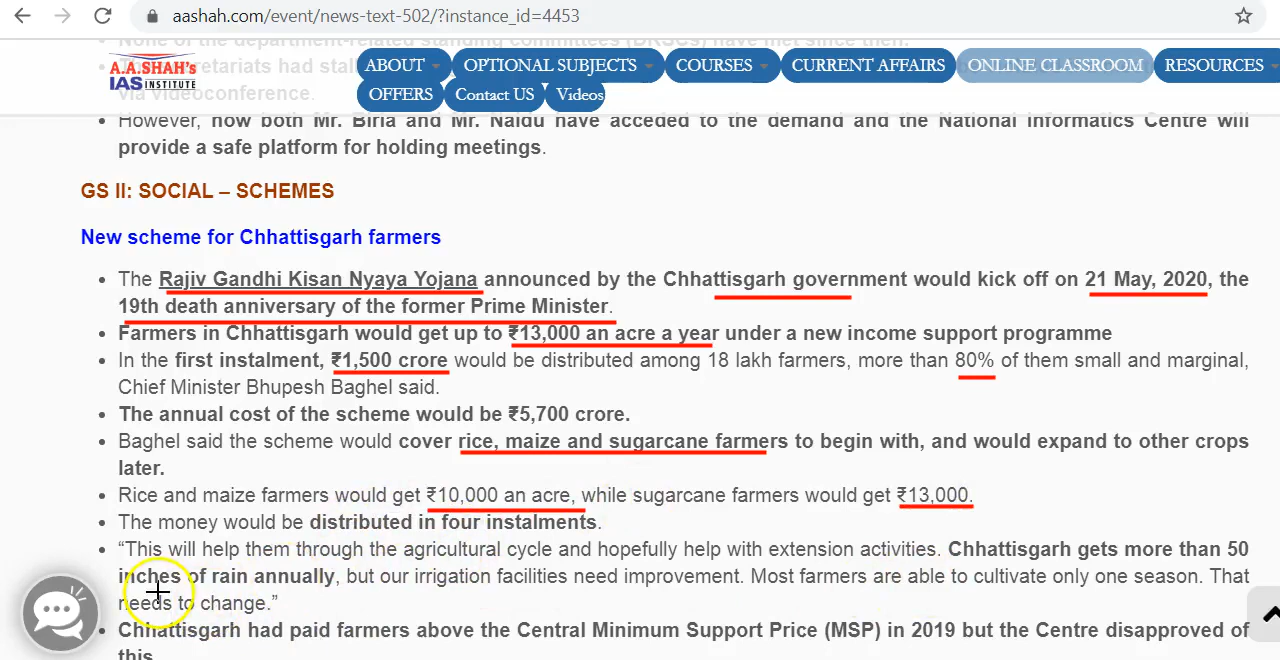 aashah.com/event/news-text-502/?instance_id=4453
None of the department-related standing committees (DRSCs) have met since then.
A.A.SHAH's
IAS INSTITUTE
ABOUT OPTIONAL SUBJECTS COURSES CURRENT AFFAIRS ONLINE CLASSROOM RESOURCES
OFFERS Contact US Videos
via videoconference.
However, now both Mr. Birla and Mr. Naidu have acceded to the demand and the National Informatics Centre will
provide a safe platform for holding meetings.
GS II: SOCIAL – SCHEMES
New scheme for Chhattisgarh farmers
• The Rajiv Gandhi Kisan Nyaya Yojana announced by the Chhattisgarh government would kick off on 21 May, 2020, the
19th death anniversary of the former Prime Minister.
• Farmers in Chhattisgarh would get up to ₹13,000 an acre a year under a new income support programme
• In the first instalment, ₹1,500 crore would be distributed among 18 lakh farmers, more than 80% of them small and marginal,
Chief Minister Bhupesh Baghel said.
• The annual cost of the scheme would be ₹5,700 crore.
• Baghel said the scheme would cover rice, maize and sugarcane farmers to begin with, and would expand to other crops
later.
• Rice and maize farmers would get ₹10,000 an acre, while sugarcane farmers would get ₹13,000.
• The money would be distributed in four instalments.
• “This will help them through the agricultural cycle and hopefully help with extension activities. Chhattisgarh gets more than 50
inches of rain annually, but our irrigation facilities need improvement. Most farmers are able to cultivate only one season. That
needs to change.”
• Chhattisgarh had paid farmers above the Central Minimum Support Price (MSP) in 2019 but the Centre disapproved of
this